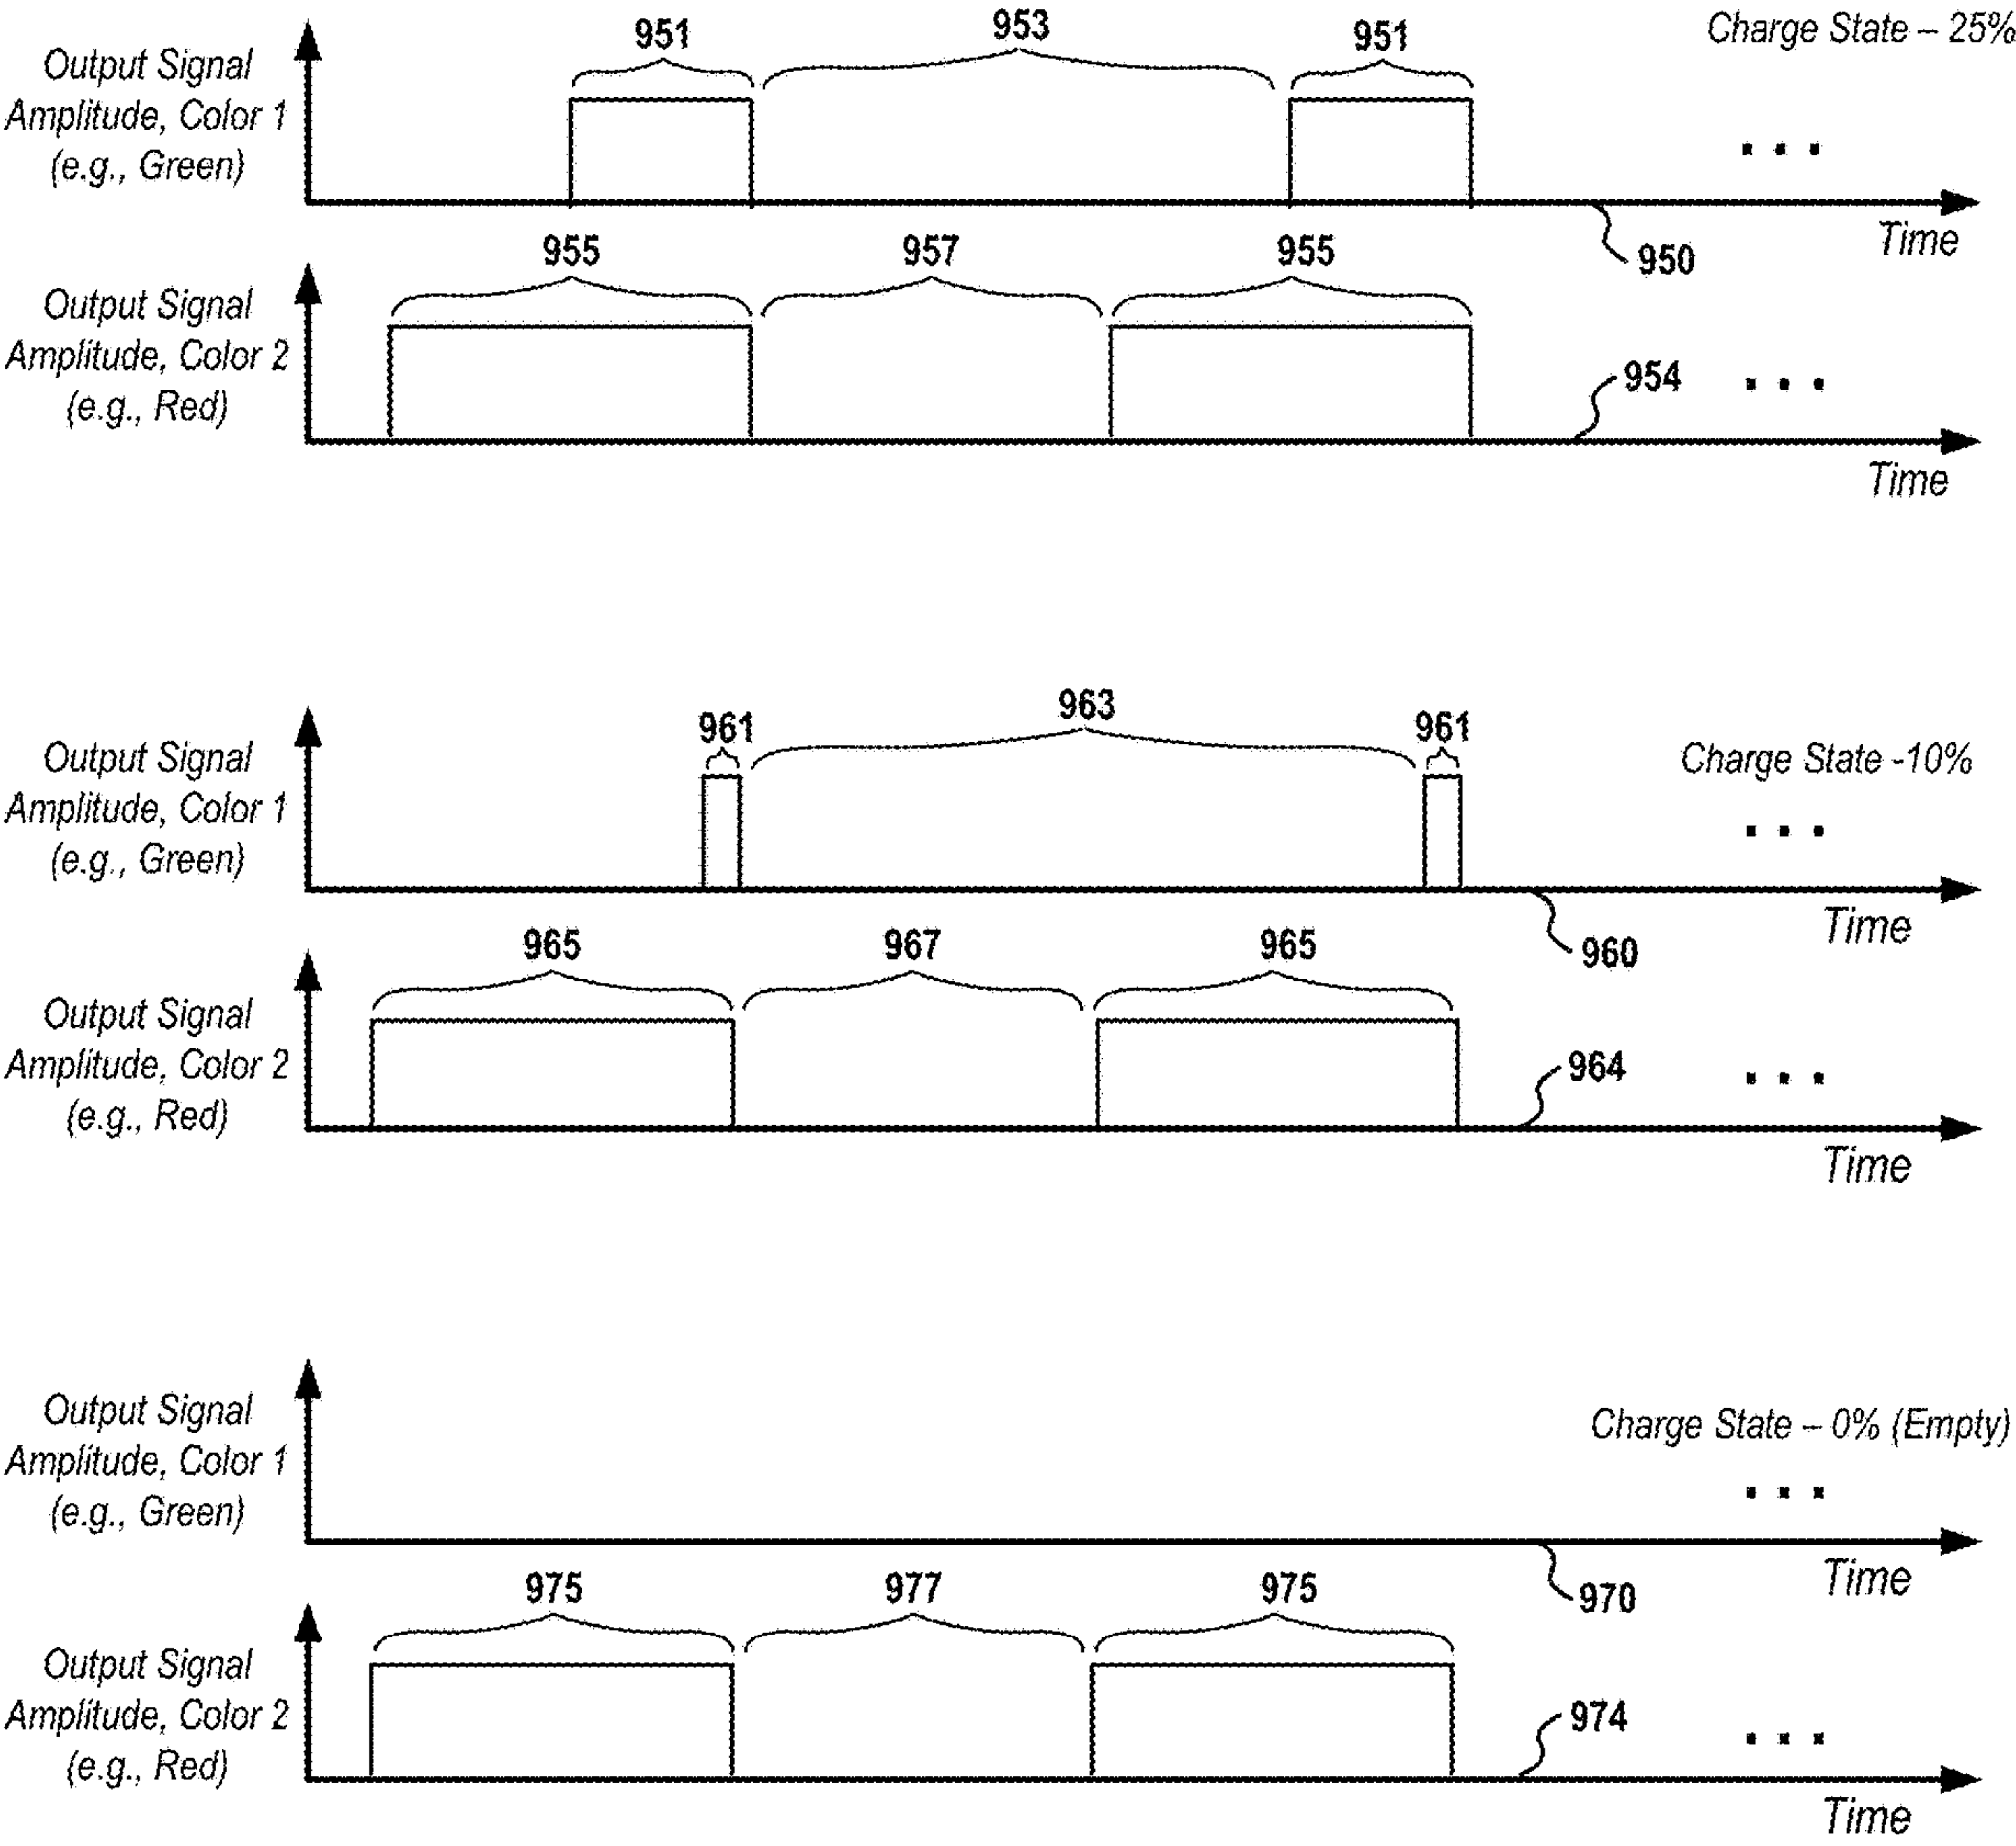 951
953
951
Charge State – 25%
Output Signal
Amplitude, Color 1
(e.g., Green)
. . .
Time
950
955
957
955
Output Signal
Amplitude, Color 2
(e.g., Red)
954
. . .
Time
961
963
961
Output Signal
Amplitude, Color 1
(e.g., Green)
Charge State -10%
. . .
Time
960
965
967
965
Output Signal
Amplitude, Color 2
(e.g., Red)
964
. . .
Time
Output Signal
Amplitude, Color 1
(e.g., Green)
Charge State – 0% (Empty)
. . .
Time
970
975
977
975
Output Signal
Amplitude, Color 2
(e.g., Red)
974
. . .
Time